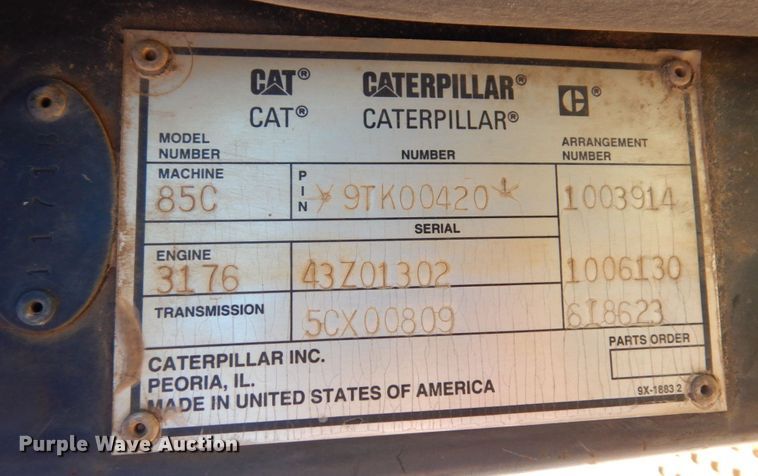 CAT® CATERPILLAR® C®
CAT® CATERPILLAR®
MODEL NUMBER NUMBER ARRANGEMENT NUMBER
MACHINE PIN
85C 9TK00420 1003914
SERIAL
ENGINE
3176 43Z01302 1006130
TRANSMISSION 5CX00809 618623
PARTS ORDER
CATERPILLAR INC.
PEORIA, IL.
MADE IN UNITED STATES OF AMERICA
9X-1883 2
Purple Wave Auction